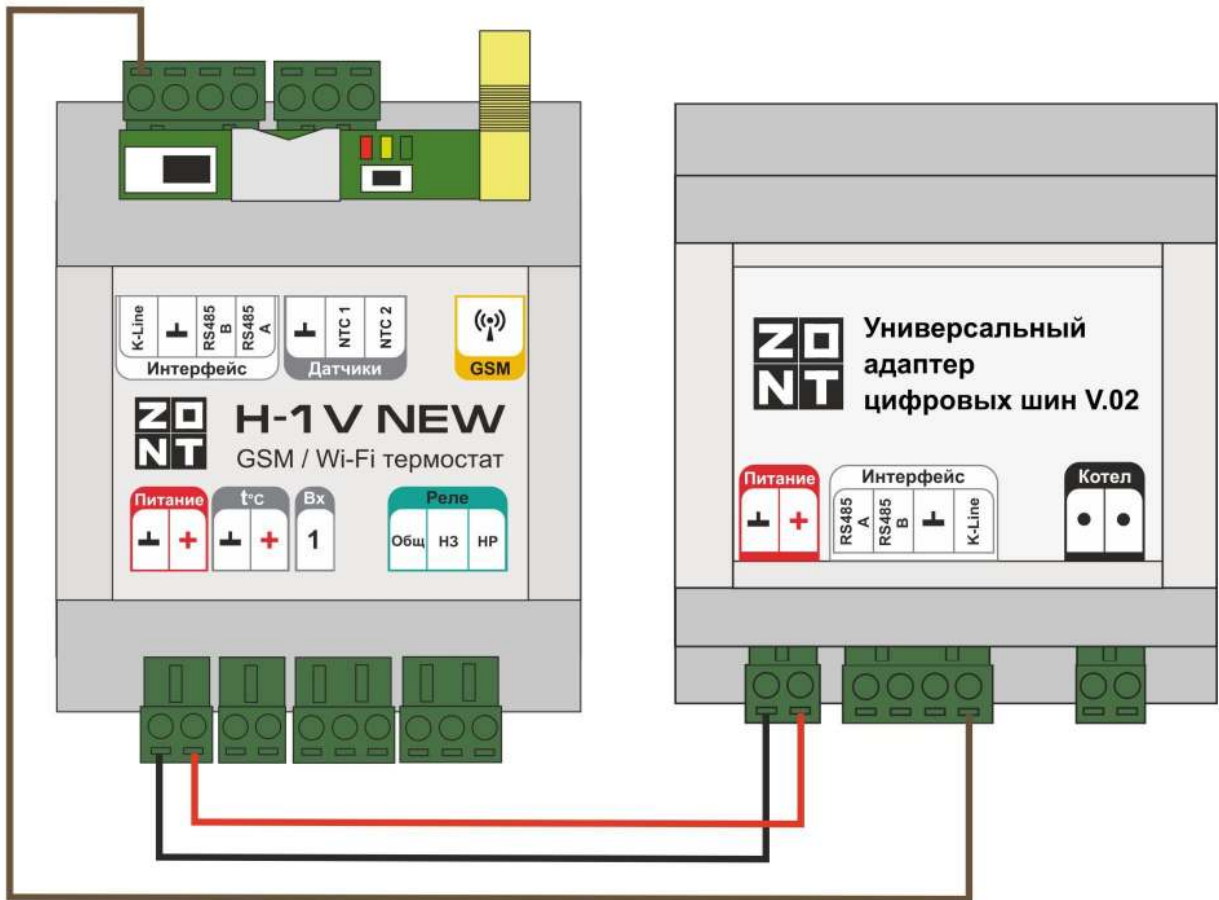 K-Line
RS485 B
RS485 A
Интерфейс
NTC 1
NTC 2
Датчики
GSM
ZONT
H-1V NEW
GSM / Wi-Fi термостат
Питание
+
t°C
+
Вх
1
Реле
Общ
НЗ
НР
ZONT
Универсальный
адаптер
цифровых шин V.02
Питание
+
Интерфейс
RS485 A
RS485 B
K-Line
Котел